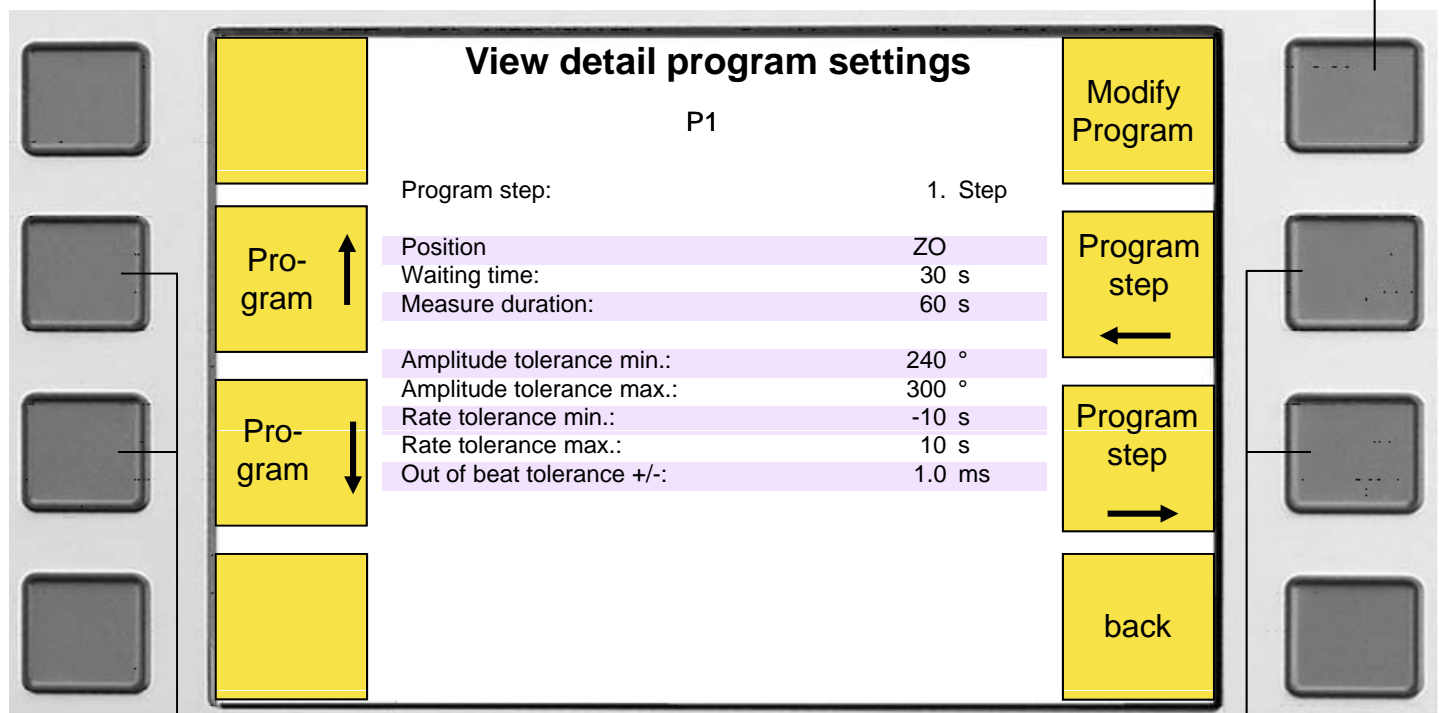 View detail program settings
P1
Modify
Program
Program step: 1. Step
Pro-
gram
Position ZO
Waiting time: 30 s
Measure duration: 60 s
Program
step
Amplitude tolerance min.: 240 °
Amplitude tolerance max.: 300 °
Rate tolerance min.: -10 s
Rate tolerance max.: 10 s
Out of beat tolerance +/-: 1.0 ms
Pro-
gram
Program
step
back